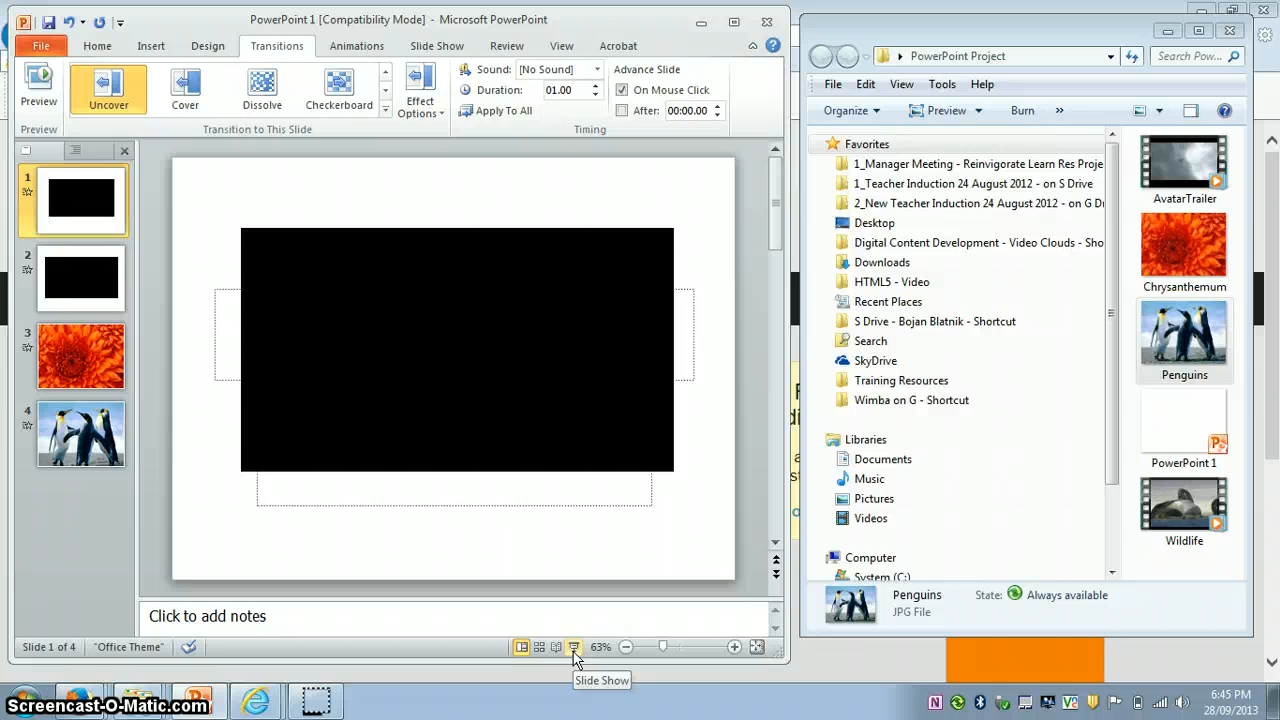 PowerPoint 1 [Compatibility Mode] - Microsoft PowerPoint
File Home Insert Design Transitions Animations Slide Show Review View Acrobat
Preview
Uncover Cover Dissolve Checkerboard
Effect
Options
Sound: [No Sound]
Duration: 01.00
Apply To All
Advance Slide
On Mouse Click
After: 00:00.00
Preview Transition to This Slide Timing
1
2
3
4
Click to add notes
Slide 1 of 4 "Office Theme" 63%
Slide Show
PowerPoint Project Search Pow...
File Edit View Tools Help
Organize Preview Burn »
Favorites
1_Manager Meeting - Reinvigorate Learn Res Proje
1_Teacher Induction 24 August 2012 - on S Drive
2_New Teacher Induction 24 August 2012 - on G Dr
Desktop
Digital Content Development - Video Clouds - Sho
Downloads
HTML5 - Video
Recent Places
S Drive - Bojan Blatnik - Shortcut
Search
SkyDrive
Training Resources
Wimba on G - Shortcut
Libraries
Documents
Music
Pictures
Videos
Computer
System (C:)
AvatarTrailer
Chrysanthemum
Penguins
PowerPoint 1
Wildlife
Penguins State: Always available
JPG File
Screencast-O-Matic.com
6:45 PM
28/09/2013